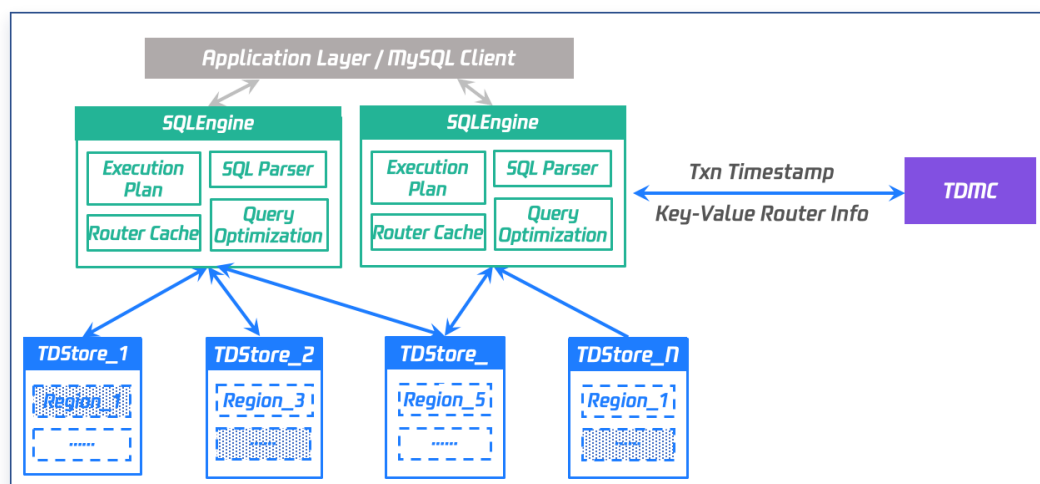 Application Layer / MySQL Client
SQLEngine
Execution
Plan
SQL Parser
Router Cache
Query
Optimization
SQLEngine
Execution
Plan
SQL Parser
Router Cache
Query
Optimization
Txn Timestamp
Key-Value Router Info
TDMC
TDStore_1
Region_1
......
TDStore_2
Region_3
......
TDStore_
Region_5
......
TDStore_N
Region_1
......